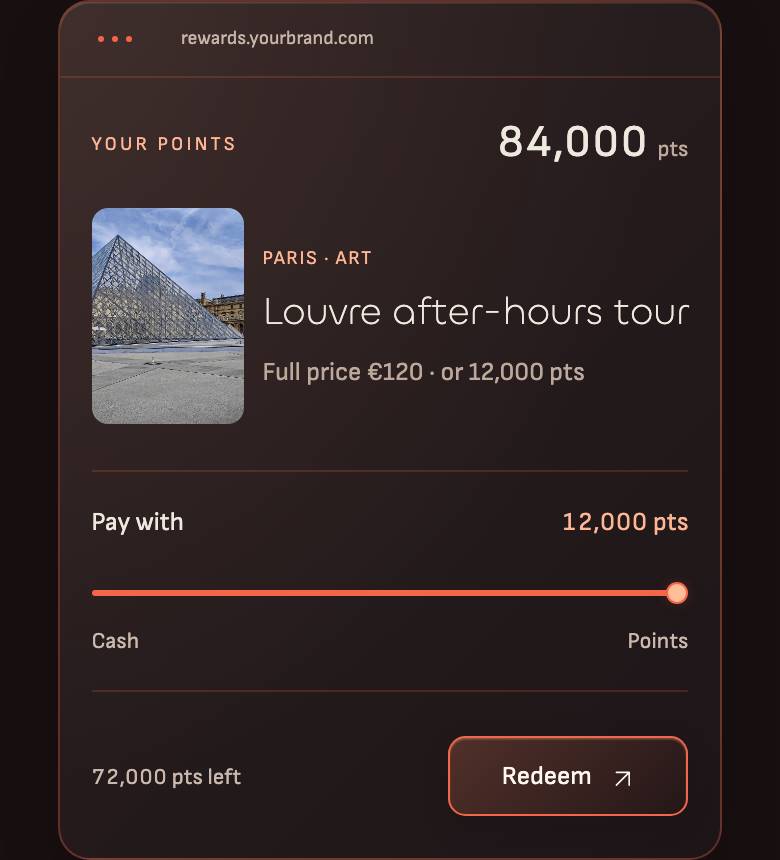 rewards.yourbrand.com
YOUR POINTS
84,000 pts
PARIS · ART
Louvre after-hours tour
Full price €120 · or 12,000 pts
Pay with
12,000 pts
Cash
Points
72,000 pts left
Redeem